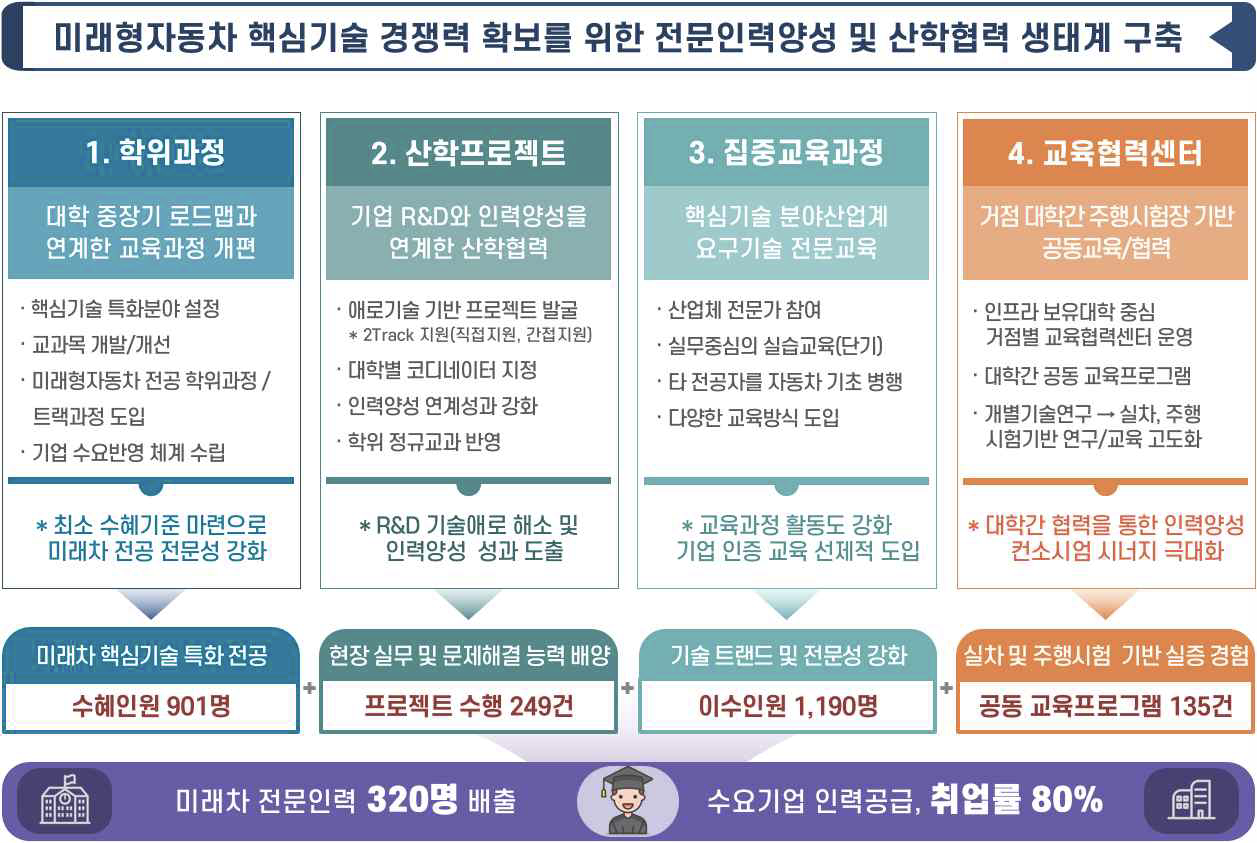 미래형자동차 핵심기술 경쟁력 확보를 위한 전문인력양성 및 산학협력 생태계 구축
1. 학위과정
대학 중장기 로드맵과
연계한 교육과정 개편
· 핵심기술 특화분야 설정
· 교과목 개발/개선
· 미래형자동차 전공 학위과정 /
트랙과정 도입
· 기업 수요반영 체계 수립
* 최소 수혜기준 마련으로
미래차 전공 전문성 강화
미래차 핵심기술 특화 전공
수혜인원 901명
+
2. 산학프로젝트
기업 R&D와 인력양성을
연계한 산학협력
· 애로기술 기반 프로젝트 발굴
* 2Track 지원(직접지원, 간접지원)
· 대학별 코디네이터 지정
· 인력양성 연계성과 강화
· 학위 정규교과 반영
* R&D 기술애로 해소 및
인력양성 성과 도출
현장 실무 및 문제해결 능력 배양
프로젝트 수행 249건
+
3. 집중교육과정
핵심기술 분야산업계
요구기술 전문교육
· 산업체 전문가 참여
· 실무중심의 실습교육(단기)
· 타 전공자를 자동차 기초 병행
· 다양한 교육방식 도입
* 교육과정 활동도 강화
기업 인증 교육 선제적 도입
기술 트랜드 및 전문성 강화
이수인원 1,190명
+
4. 교육협력센터
거점 대학간 주행시험장 기반
공동교육/협력
· 인프라 보유대학 중심
거점별 교육협력센터 운영
· 대학간 공동 교육프로그램
· 개별기술연구 → 실차, 주행
시험기반 연구/교육 고도화
* 대학간 협력을 통한 인력양성
컨소시엄 시너지 극대화
실차 및 주행시험 기반 실증 경험
공동 교육프로그램 135건
미래차 전문인력 320명 배출
수요기업 인력공급, 취업률 80%